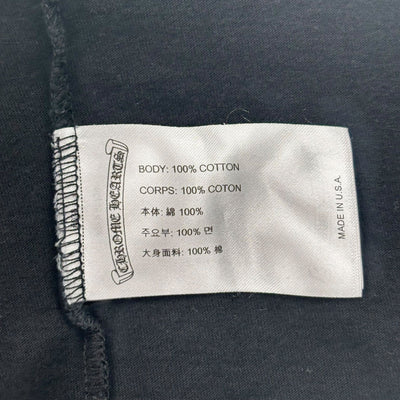 CHROME HEARTS
BODY: 100% COTTON
CORPS: 100% COTON
本体: 綿 100%
주요부: 100% 면
大身面料: 100% 棉
MADE IN U.S.A.